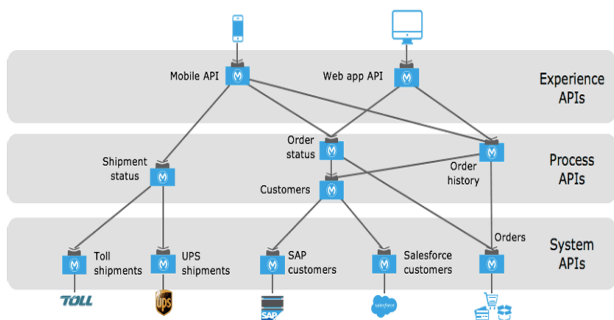 Mobile API
Web app API
Experience
APIs
Shipment
status
Order
status
Customers
Order
history
Process
APIs
Toll
shipments
UPS
shipments
SAP
customers
Salesforce
customers
Orders
System
APIs
TOLL
ups
SAP
salesforce